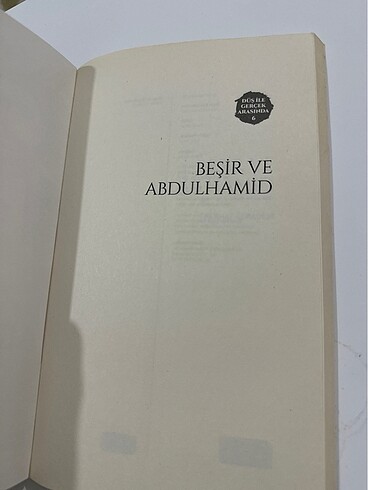 DÜŞ İLE
GERÇEK
ARASINDA
6
BEŞİR VE
ABDULHAMİD